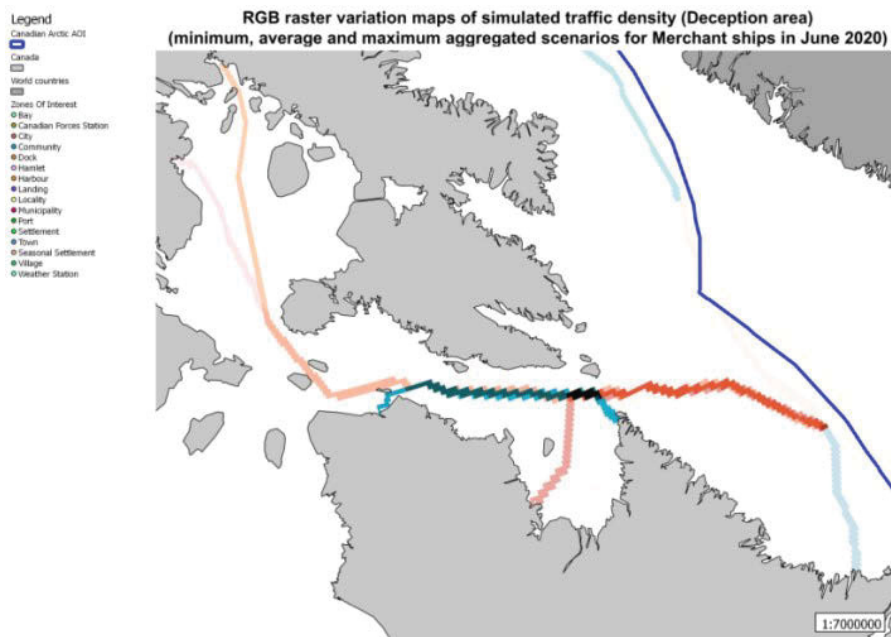 RGB raster variation maps of simulated traffic density (Deception area)
(minimum, average and maximum aggregated scenarios for Merchant ships in June 2020)
Legend
Canadian Arctic AOI
Canada
World countries
Zones Of Interest
Bay
Canadian Forces Station
City
Community
Dock
Hamlet
Harbour
Landing
Locality
Municipality
Port
Settlement
Town
Seasonal Settlement
Village
Weather Station
1:7000000